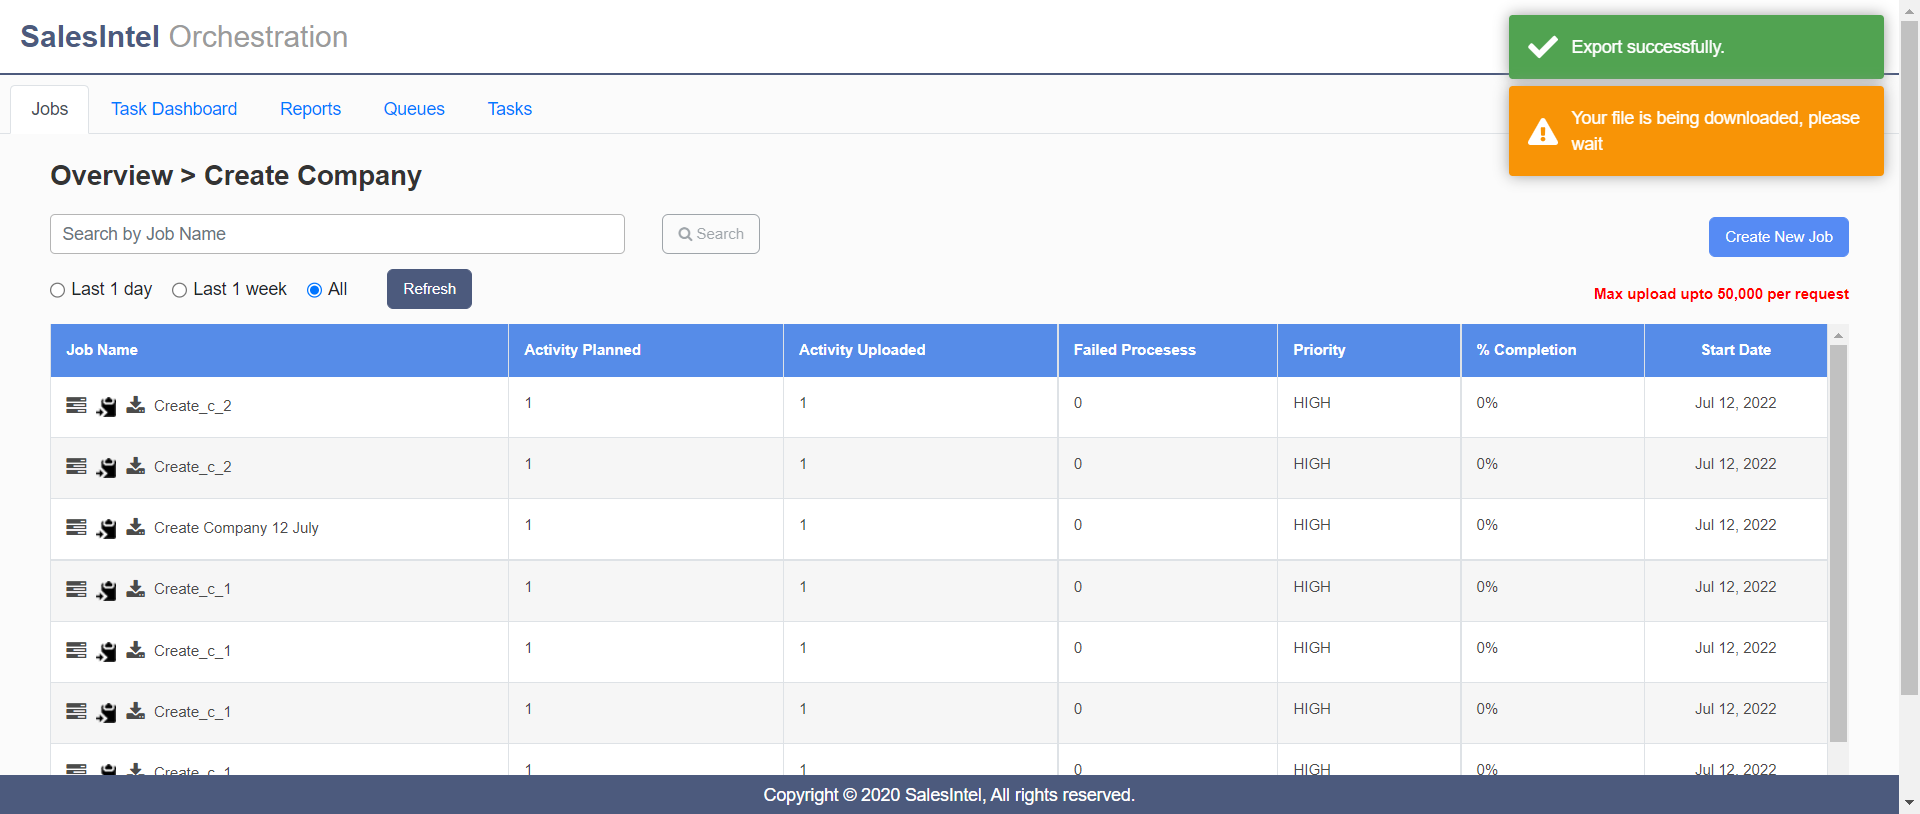 SalesIntel Orchestration
Export successfully.
Your file is being downloaded, please
wait
Jobs Task Dashboard Reports Queues Tasks
Overview > Create Company
Search by Job Name Search
Create New Job
Last 1 day Last 1 week All Refresh
Max upload upto 50,000 per request
Job Name Activity Planned Activity Uploaded Failed Procesess Priority % Completion Start Date
Create_c_2 1 1 0 HIGH 0% Jul 12, 2022
Create_c_2 1 1 0 HIGH 0% Jul 12, 2022
Create Company 12 July 1 1 0 HIGH 0% Jul 12, 2022
Create_c_1 1 1 0 HIGH 0% Jul 12, 2022
Create_c_1 1 1 0 HIGH 0% Jul 12, 2022
Create_c_1 1 1 0 HIGH 0% Jul 12, 2022
Create_c_1 1 1 0 HIGH 0% Jul 12, 2022
Copyright © 2020 SalesIntel, All rights reserved.